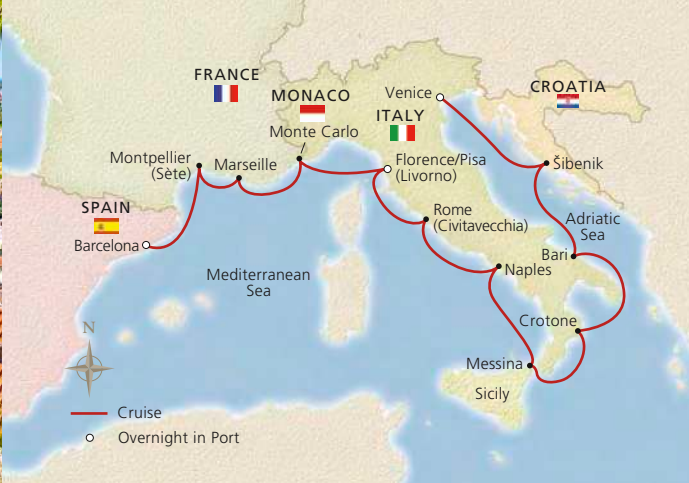 FRANCE
MONACO
Monte Carlo
Venice
ITALY
CROATIA
Montpellier
(Sète)
Marseille
Florence/Pisa
(Livorno)
Šibenik
SPAIN
Barcelona
Rome
(Civitavecchia)
Adriatic
Sea
Mediterranean
Sea
Bari
Naples
Crotone
N
Messina
Sicily
Cruise
Overnight in Port